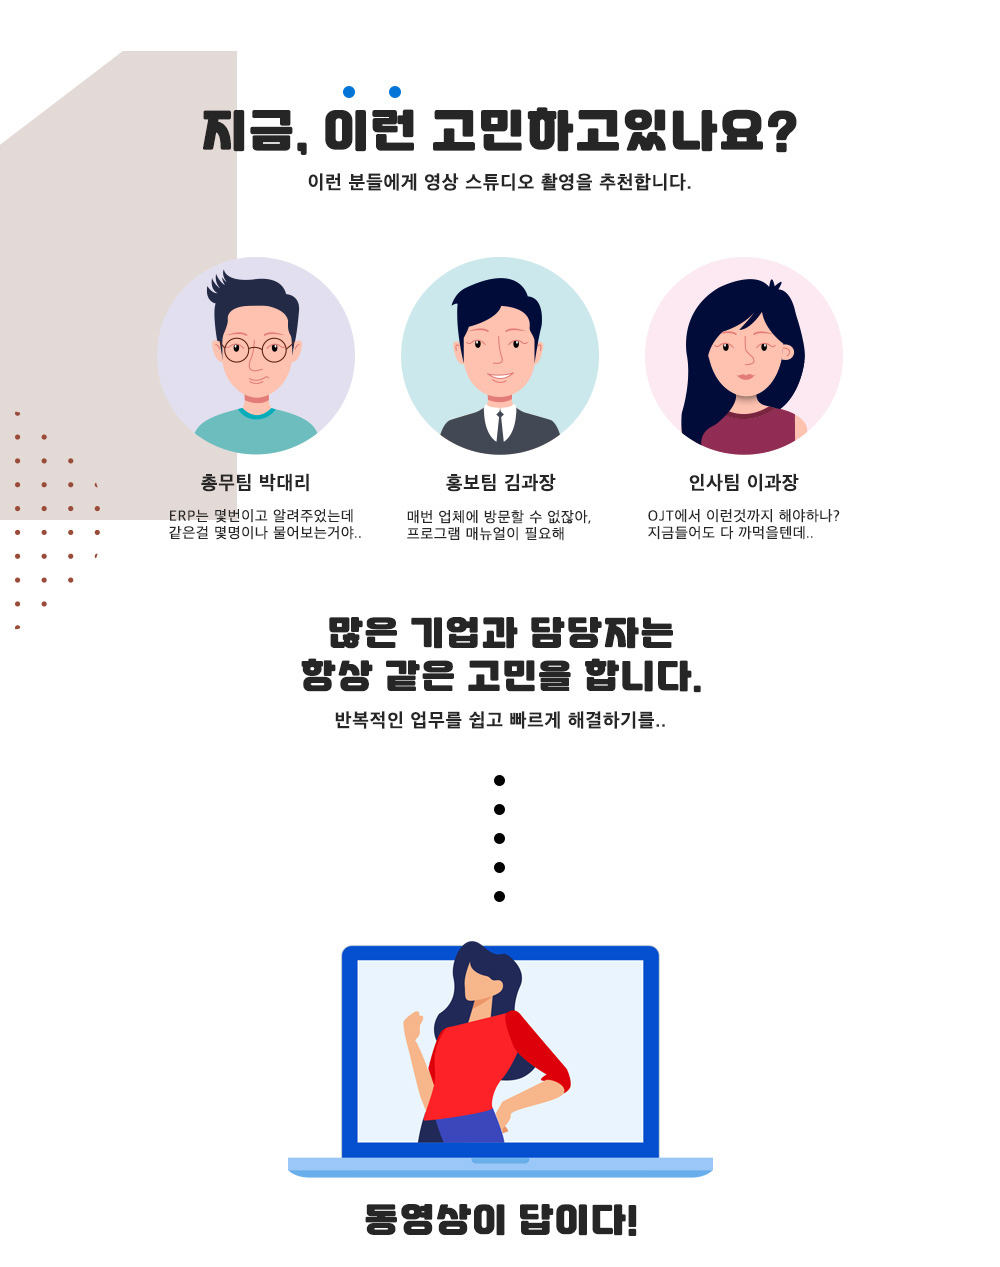 1
지금, 이런 고민하고있나요?
이런 분들에게 영상 스튜디오 촬영을 추천합니다.
총무팀 박대리
ERP는 몇번이고 알려주었는데
같은걸 몇명이나 물어보는거야..
홍보팀 김과장
매번 업체에 방문할 수 없잖아,
프로그램 매뉴얼이 필요해
인사팀 이과장
OJT에서 이런것까지 해야하나?
지금들어도 다 까먹을텐데..
많은 기업과 담당자는
항상 같은 고민을 합니다.
반복적인 업무를 쉽고 빠르게 해결하기를..
동영상이 답이다!